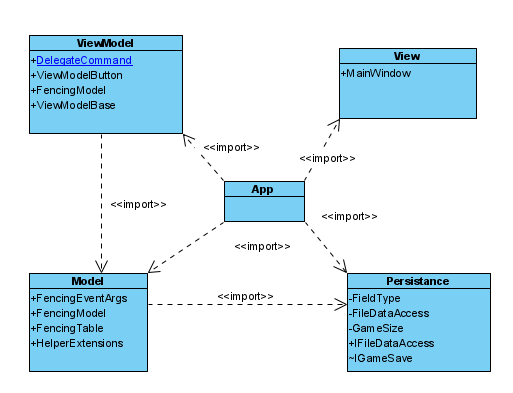 ViewModel
+DelegateCommand
+ViewModelButton
+FencingModel
+ViewModelBase
View
+MainWindow
<<import>>
<<import>>
App
<<import>>
<<import>>
<<import>>
Model
+FencingEventArgs
+FencingModel
+FencingTable
+HelperExtensions
<<import>>
Persistance
-FieldType
-FileDataAccess
-GameSize
+IFileDataAccess
~IGameSave